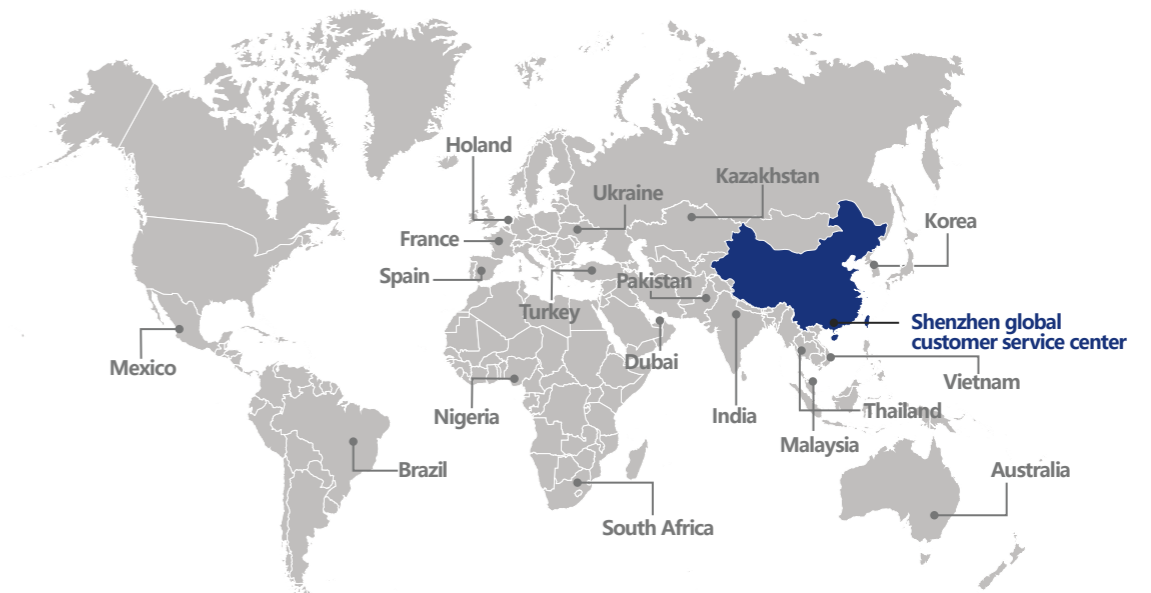 Holand
Kazakhstan
Ukraine
Korea
France
Spain
Pakistan
Turkey
Shenzhen global
customer service center
Dubai
Mexico
Vietnam
Nigeria
India
Thailand
Malaysia
Brazil
Australia
South Africa